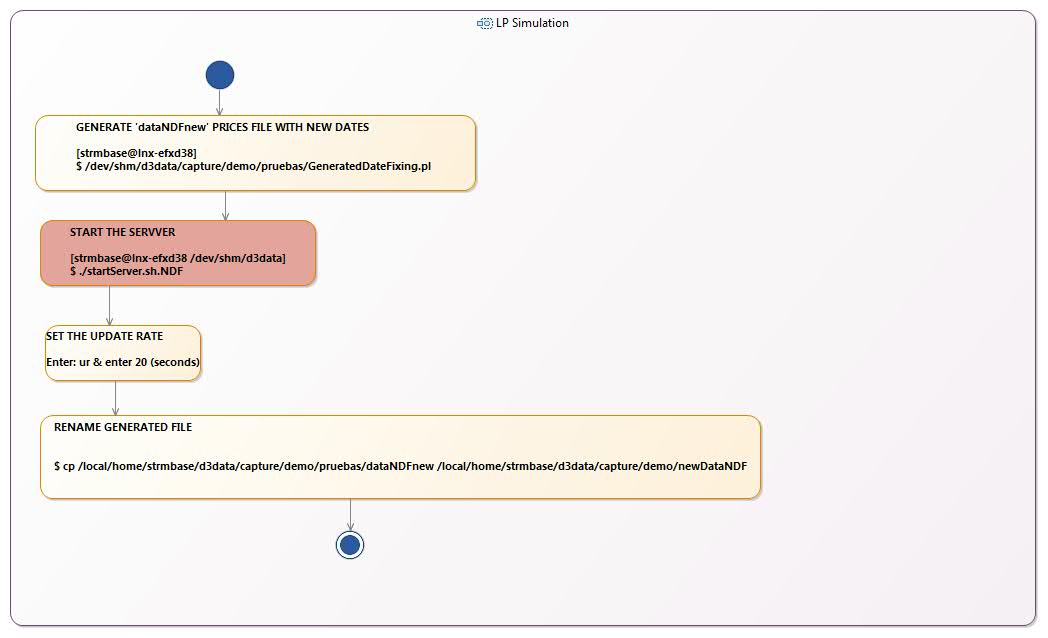 LP Simulation
GENERATE 'dataNDFnew' PRICES FILE WITH NEW DATES
[strmbase@lnx-efxd38]
$ /dev/shm/d3data/capture/demo/pruebas/GeneratedDateFixing.pl
START THE SERVVER
[strmbase@lnx-efxd38 /dev/shm/d3data]
$ ./startServer.sh.NDF
SET THE UPDATE RATE
Enter: ur & enter 20 (seconds)
RENAME GENERATED FILE
$ cp /local/home/strmbase/d3data/capture/demo/pruebas/dataNDFnew /local/home/strmbase/d3data/capture/demo/newDataNDF